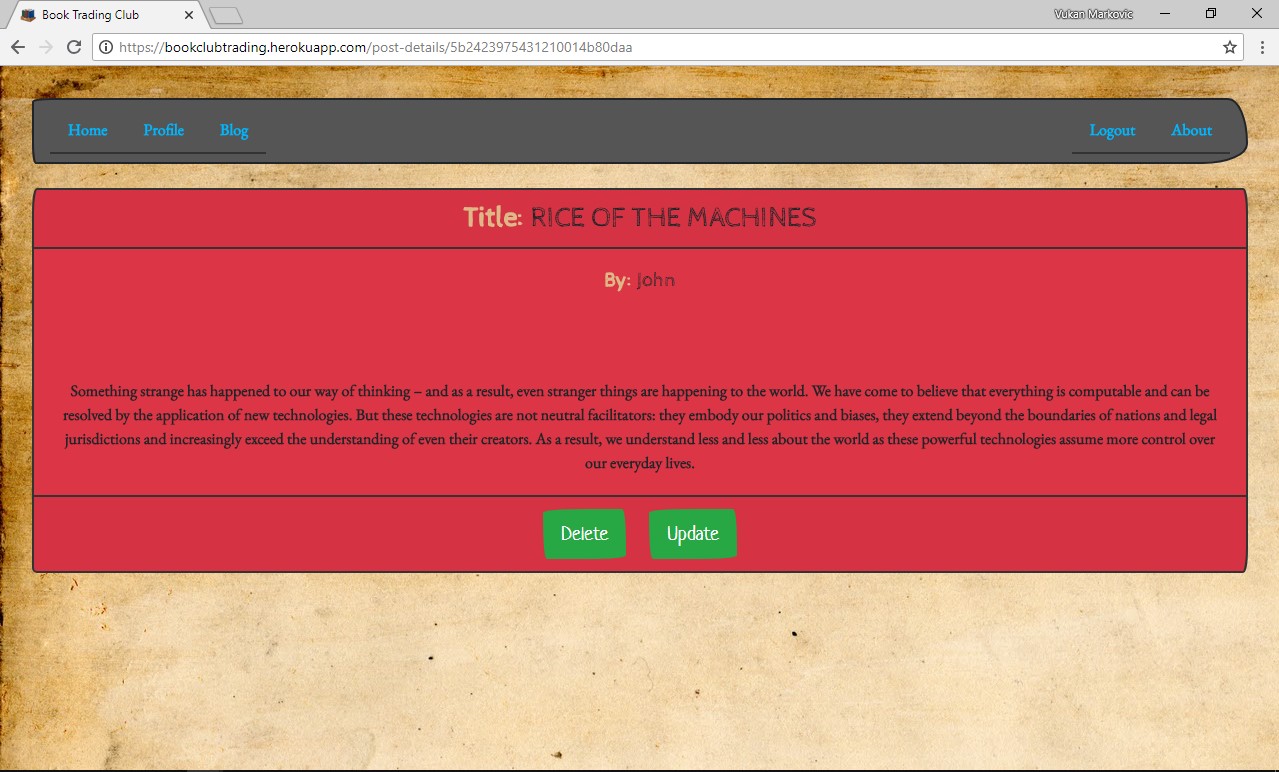 Book Trading Club
Vukan Markovic
https://bookclubtrading.herokuapp.com/post-details/5b2423975431210014b80daa
Home Profile Blog Logout About
Title: RICE OF THE MACHINES
By: John
Something strange has happened to our way of thinking – and as a result, even stranger things are happening to the world. We have come to believe that everything is computable and can be
resolved by the application of new technologies. But these technologies are not neutral facilitators: they embody our politics and biases, they extend beyond the boundaries of nations and legal
jurisdictions and increasingly exceed the understanding of even their creators. As a result, we understand less and less about the world as these powerful technologies assume more control over
our everyday lives.
Delete Update